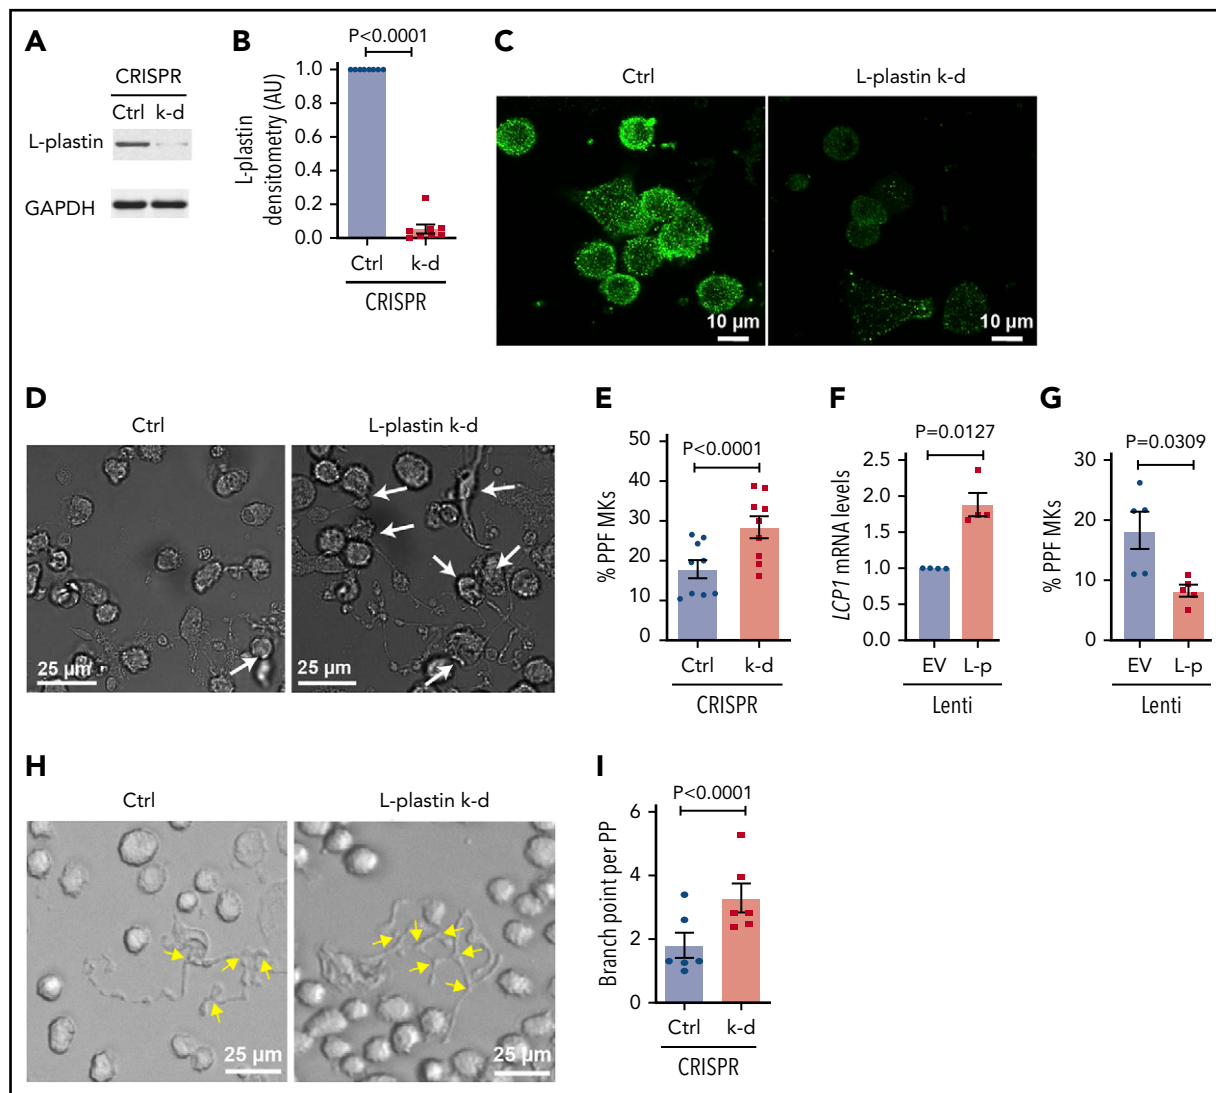 A
CRISPR
Ctrl k-d
L-plastin
GAPDH
B
P<0.0001
L-plastin
densitometry (AU)
1.0
0.8
0.6
0.4
0.2
0.0
Ctrl k-d
CRISPR
C
Ctrl L-plastin k-d
10 µm 10 µm
D
Ctrl L-plastin k-d
25 µm 25 µm
E
P<0.0001
% PPF MKs
50
40
30
20
10
0
Ctrl k-d
CRISPR
F
P=0.0127
LCP1 mRNA levels
2.5
2.0
1.5
1.0
0.5
0.0
EV L-p
Lenti
G
P=0.0309
% PPF MKs
30
20
10
0
EV L-p
Lenti
H
Ctrl L-plastin k-d
25 µm 25 µm
I
P<0.0001
Branch point per PP
6
4
2
0
Ctrl k-d
CRISPR